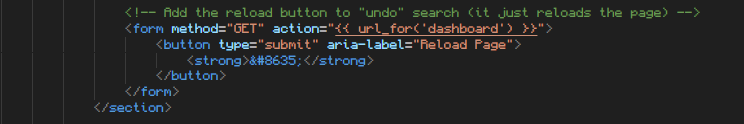 <!-- Add the reload button to "undo" search (it just reloads the page) -->
<form method="GET" action="{{ url_for('dashboard') }}">
<button type="submit" aria-label="Reload Page">
<strong>&#8635;</strong>
</button>
</form>
</section>